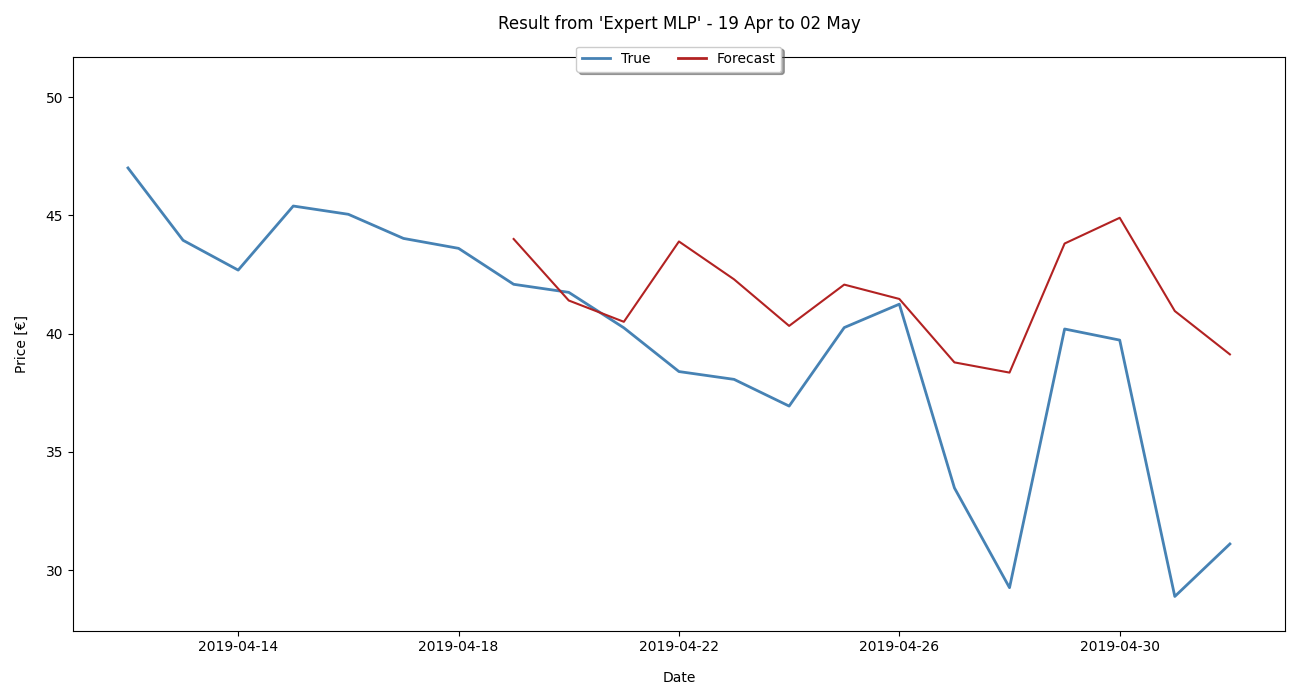 Result from 'Expert MLP' - 19 Apr to 02 May
True Forecast
50
45
40
35
30
Price [€]
2019-04-14 2019-04-18 2019-04-22 2019-04-26 2019-04-30
Date